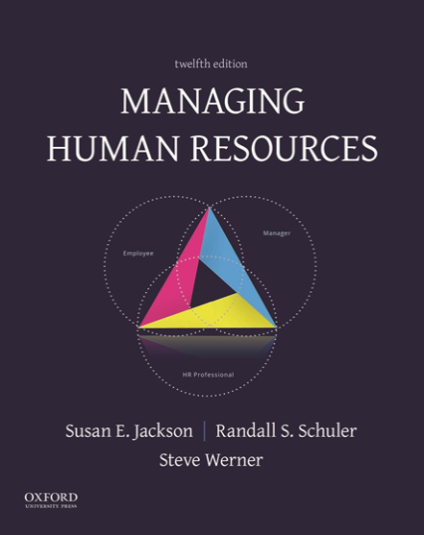 twelfth edition
MANAGING
HUMAN RESOURCES
Employee
Manager
HR Professional
Susan E. Jackson | Randall S. Schuler
Steve Werner
OXFORD
UNIVERSITY PRESS